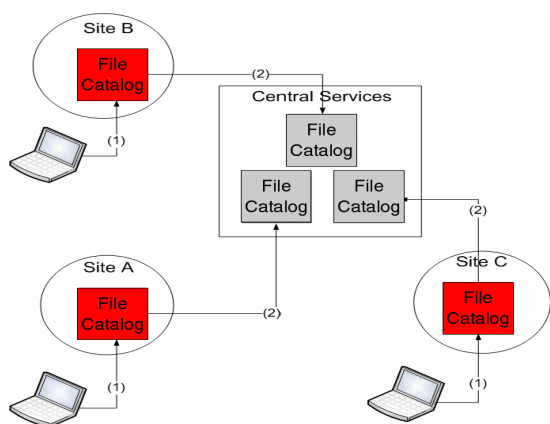 Site B
File
Catalog
(2)
(1)
Central Services
File
Catalog
File
Catalog
File
Catalog
Site A
File
Catalog
(2)
(1)
(2)
Site C
File
Catalog
(1)